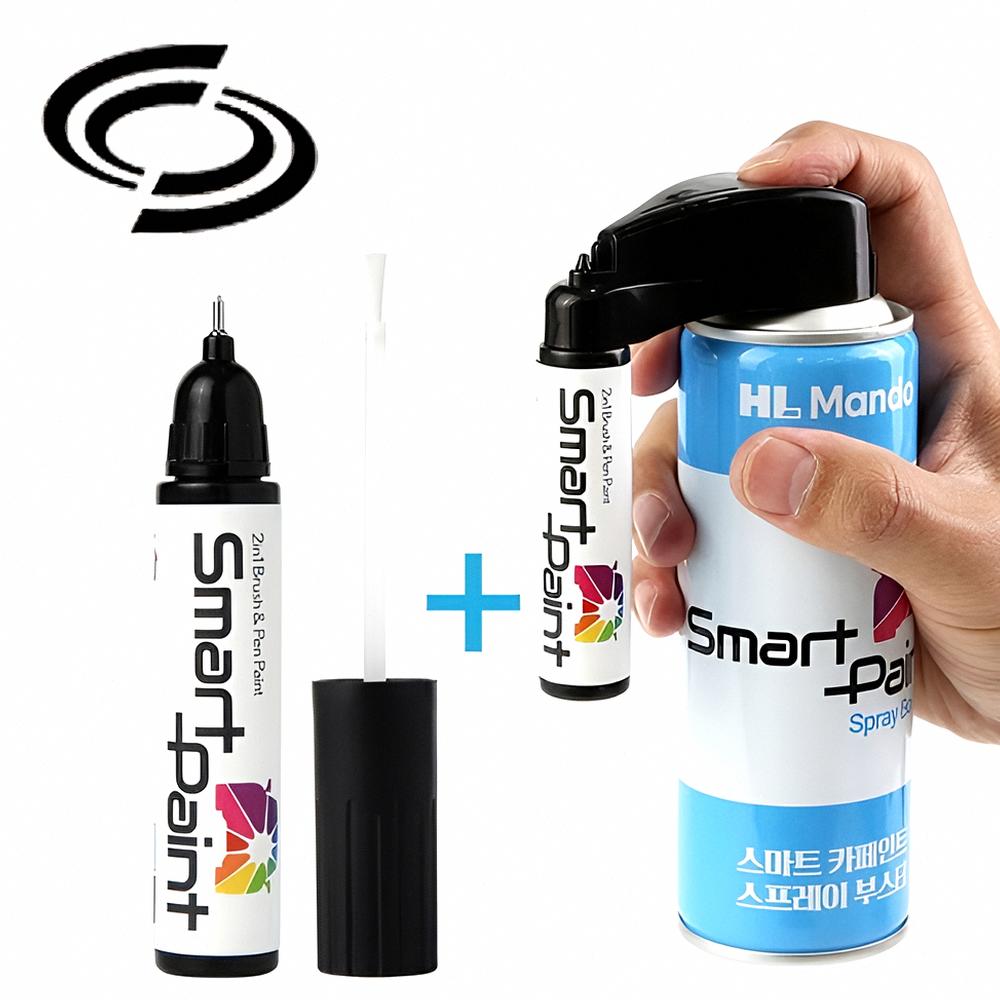 2in1 Brush & Pen Paint
Smart
Paint
+
2in1 Brush & Pen Paint
Smart
Paint
HL Mando
Smart
Pain
Spray Bo
스마트 카페인트
스프레이 부스터